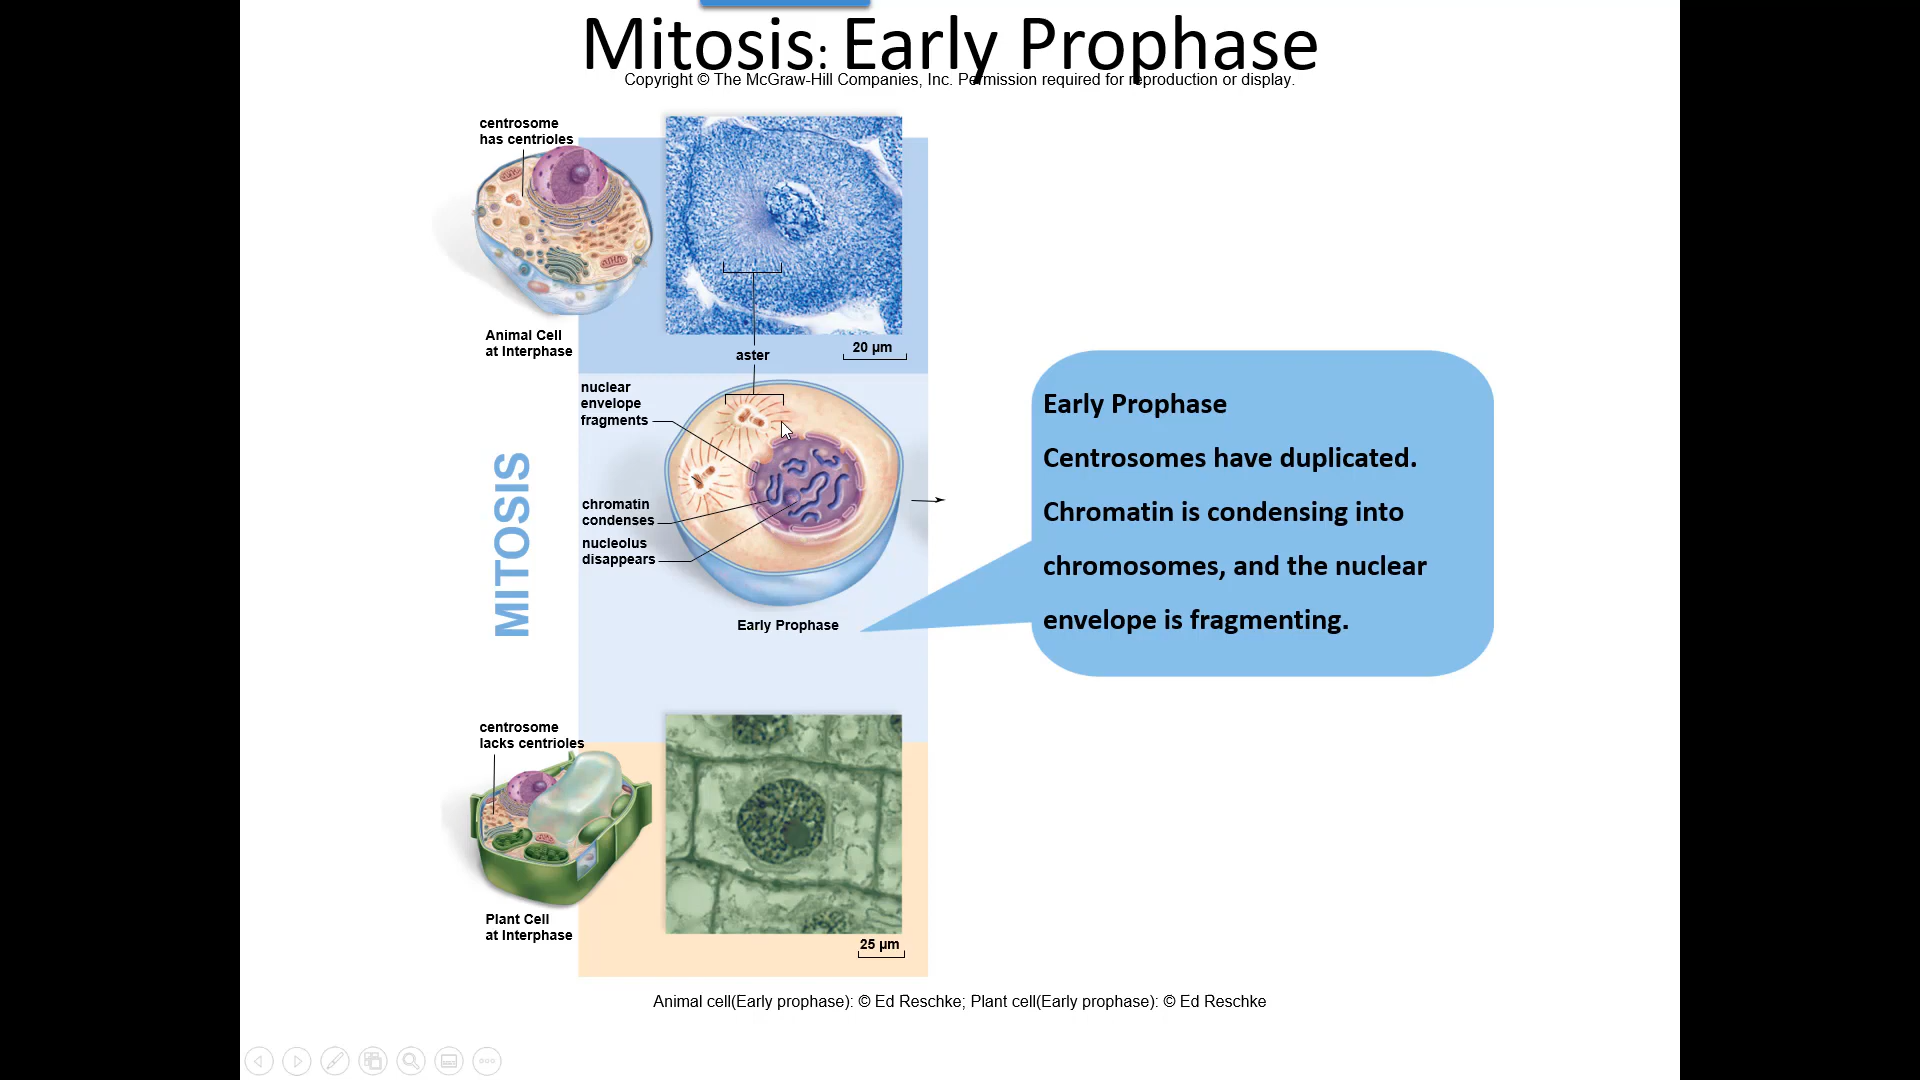 Mitosis: Early Prophase
Copyright © The McGraw-Hill Companies, Inc. Permission required for reproduction or display.
centrosome
has centrioles
Animal Cell
at Interphase
aster
20 µm
nuclear
envelope
fragments
chromatin
condenses
nucleolus
disappears
MITOSIS
Early Prophase
Early Prophase
Centrosomes have duplicated.
Chromatin is condensing into
chromosomes, and the nuclear
envelope is fragmenting.
centrosome
lacks centrioles
Plant Cell
at Interphase
25 µm
Animal cell(Early prophase): © Ed Reschke; Plant cell(Early prophase): © Ed Reschke